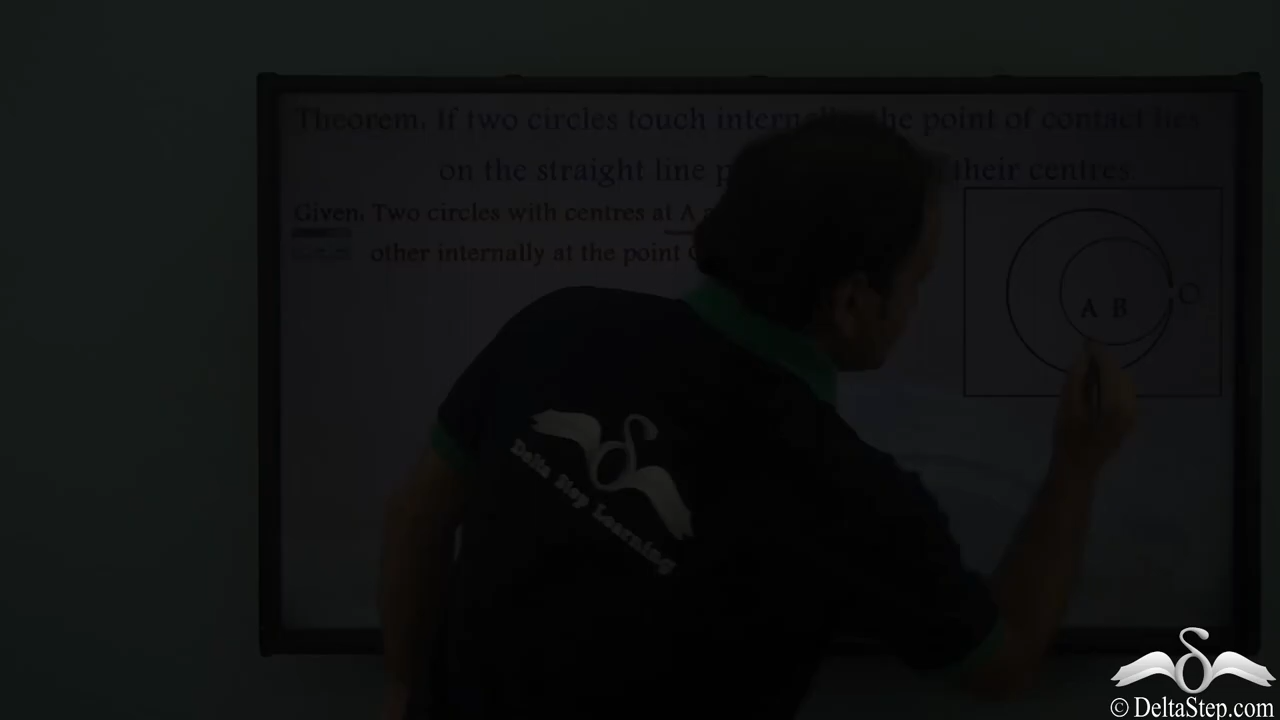 Theorem. If two circles touch the point of contact lies
on the straight line their centres.
Given. Two circles with centres at A
other internally at the point
A B
C
Delta Step Learning
© DeltaStep.com